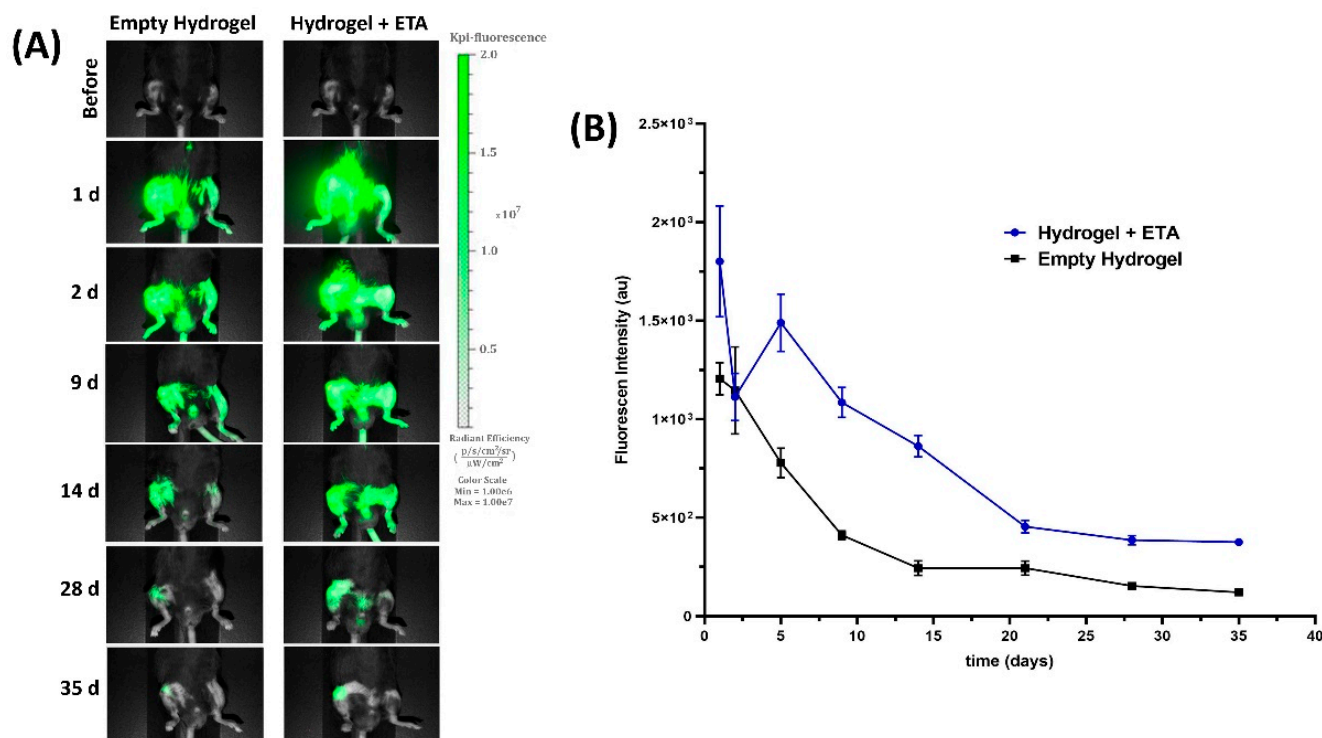 (A)
Empty Hydrogel
Hydrogel + ETA
Before
1 d
2 d
9 d
14 d
28 d
35 d
Kpi-fluorescence
2.0
1.5
x10⁷
1.0
0.5
Radiant Efficiency
( p/s/cm²/sr
µW/cm² )
Color Scale
Min = 1.00e6
Max = 1.00e7
(B)
2.5×10³
2×10³
1.5×10³
1×10³
5×10²
0
Fluorescen Intensity (au)
Hydrogel + ETA
Empty Hydrogel
0 5 10 15 20 25 30 35 40
time (days)